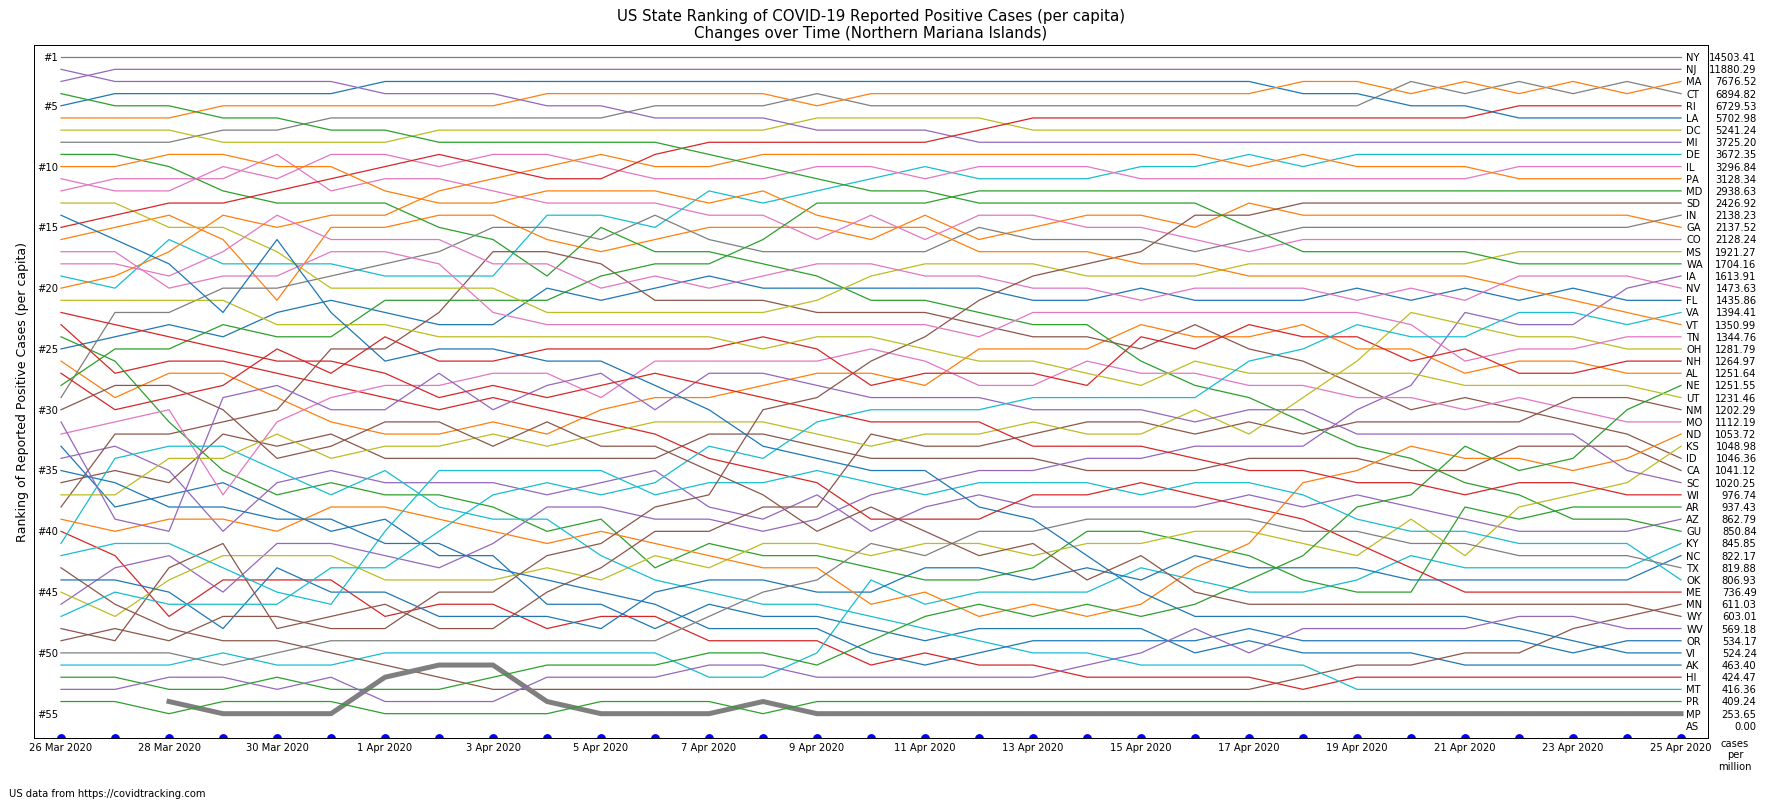 US State Ranking of COVID-19 Reported Positive Cases (per capita)
Changes over Time (Northern Mariana Islands)
Ranking of Reported Positive Cases (per capita)
#1
#5
#10
#15
#20
#25
#30
#35
#40
#45
#50
#55
NY 14503.41
NJ 11880.29
MA 7676.52
CT 6894.82
RI 6729.53
LA 5702.98
DC 5241.24
MI 3725.20
DE 3672.35
IL 3296.84
PA 3128.34
MD 2938.63
SD 2426.92
IN 2138.23
GA 2137.52
CO 2128.24
MS 1921.27
WA 1704.16
IA 1613.91
NV 1473.63
FL 1435.86
VA 1394.41
VT 1350.99
TN 1344.76
OH 1281.79
NH 1264.97
AL 1251.64
NE 1251.55
UT 1231.46
NM 1202.29
MO 1112.19
ND 1053.72
KS 1048.98
ID 1046.36
CA 1041.12
SC 1020.25
WI 976.74
AR 937.43
AZ 862.79
GU 850.84
KY 845.85
NC 822.17
TX 819.88
OK 806.93
ME 736.49
MN 611.03
WY 603.01
WV 569.18
OR 534.17
VI 524.24
AK 463.40
HI 424.47
MT 416.36
PR 409.24
MP 253.65
AS 0.00
26 Mar 2020 28 Mar 2020 30 Mar 2020 1 Apr 2020 3 Apr 2020 5 Apr 2020 7 Apr 2020 9 Apr 2020 11 Apr 2020 13 Apr 2020 15 Apr 2020 17 Apr 2020 19 Apr 2020 21 Apr 2020 23 Apr 2020 25 Apr 2020
cases
per
million
US data from https://covidtracking.com